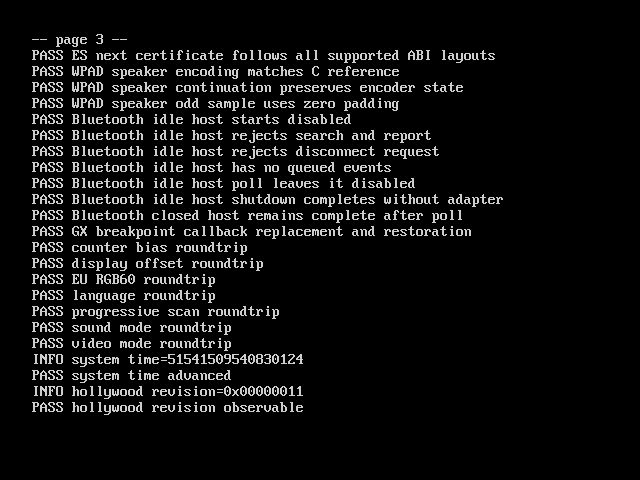 -- page 3 --
PASS ES next certificate follows all supported ABI layouts
PASS WPAD speaker encoding matches C reference
PASS WPAD speaker continuation preserves encoder state
PASS WPAD speaker odd sample uses zero padding
PASS Bluetooth idle host starts disabled
PASS Bluetooth idle host rejects search and report
PASS Bluetooth idle host rejects disconnect request
PASS Bluetooth idle host has no queued events
PASS Bluetooth idle host poll leaves it disabled
PASS Bluetooth idle host shutdown completes without adapter
PASS Bluetooth closed host remains complete after poll
PASS GX breakpoint callback replacement and restoration
PASS counter bias roundtrip
PASS display offset roundtrip
PASS EU RGB60 roundtrip
PASS language roundtrip
PASS progressive scan roundtrip
PASS sound mode roundtrip
PASS video mode roundtrip
INFO system time=51541509540830124
PASS system time advanced
INFO hollywood revision=0x00000011
PASS hollywood revision observable